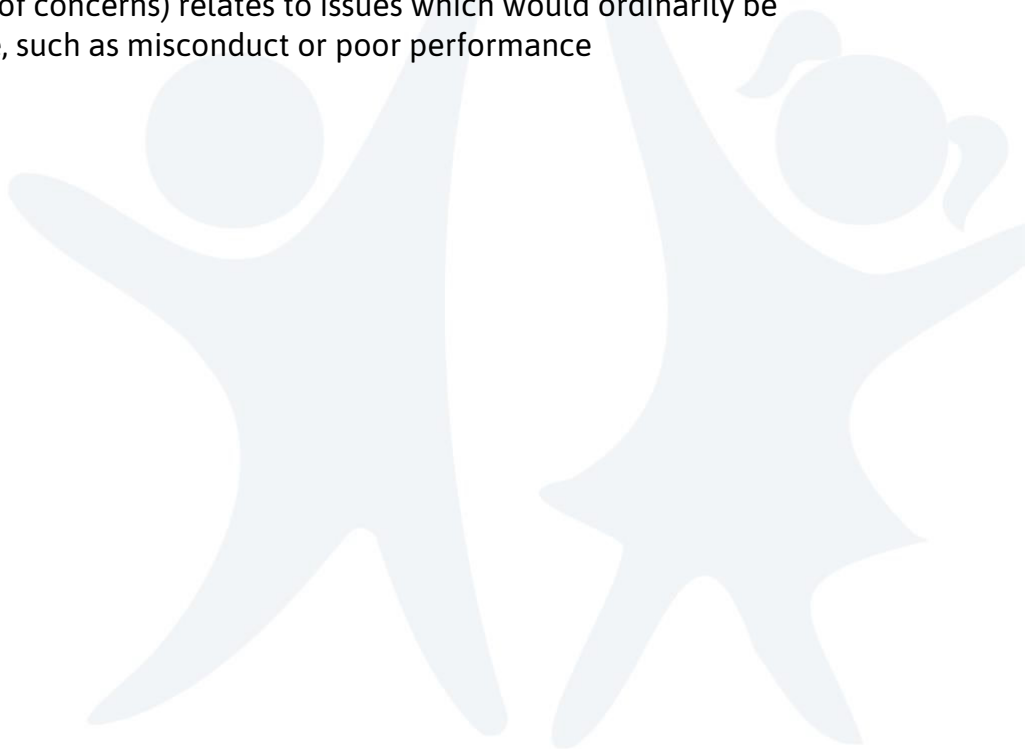 of concerns) relates to issues which would ordinarily be
, such as misconduct or poor performance